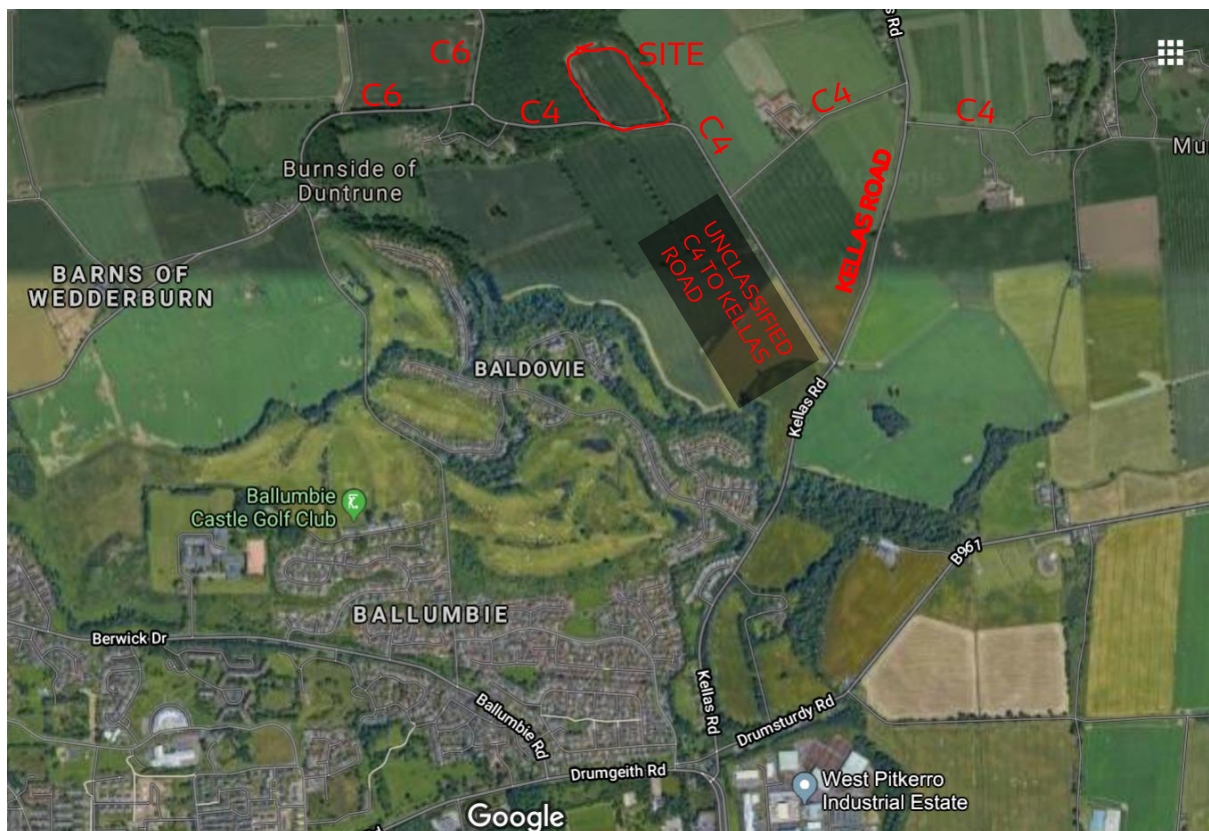 s Rd
C6
SITE
C6
C4
C4
C4
C4
Mu
Burnside of
Duntrune
KELLAS ROAD
UNCLASSIFIED
C4 TO KELLAS
ROAD
BARNS OF
WEDDERBURN
BALDOVIE
Kellas Rd
Ballumbie
Castle Golf Club
B961
BALLUMBIE
Berwick Dr
Kellas Rd
Ballumbie Rd
Drumsturdy Rd
Drumgeith Rd
West Pitkerro
Industrial Estate
Google